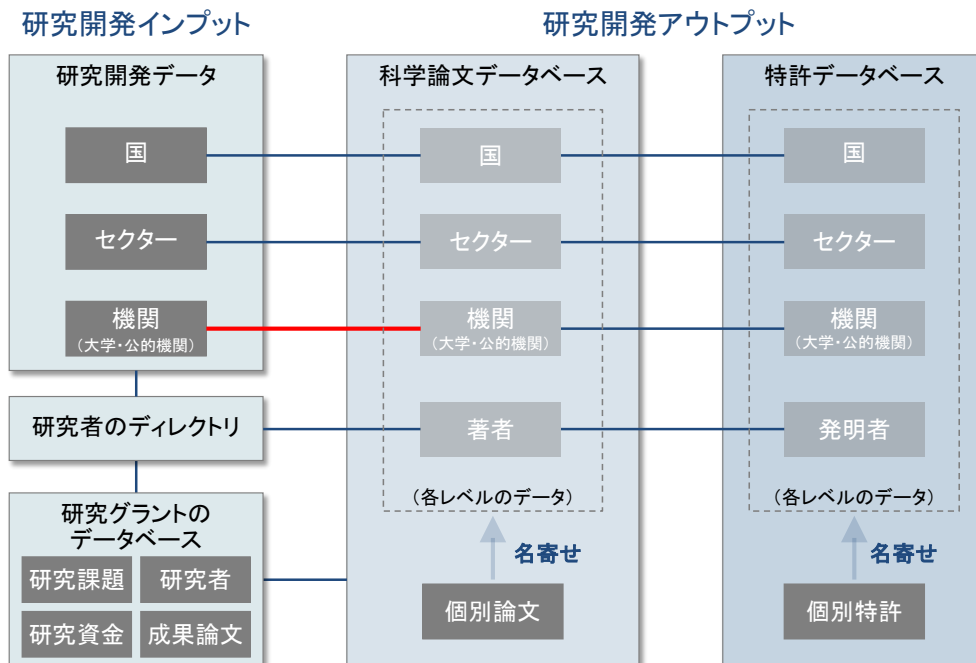 研究開発インプット
研究開発アウトプット
研究開発データ
国
セクター
機関
（大学・公的機関）
研究者のディレクトリ
研究グラントの
データベース
研究課題
研究者
研究資金
成果論文
科学論文データベース
国
セクター
機関
（大学・公的機関）
著者
（各レベルのデータ）
名寄せ
個別論文
特許データベース
国
セクター
機関
（大学・公的機関）
発明者
（各レベルのデータ）
名寄せ
個別特許